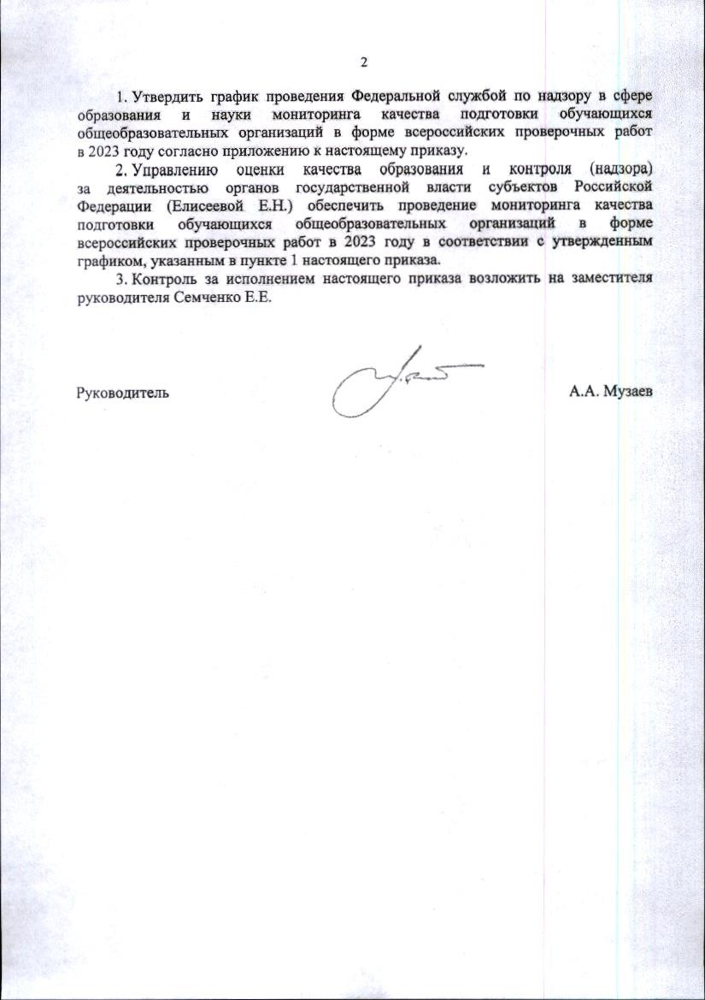 2
1. Утвердить график проведения Федеральной службой по надзору в сфере
образования и науки мониторинга качества подготовки обучающихся
общеобразовательных организаций в форме всероссийских проверочных работ
в 2023 году согласно приложению к настоящему приказу.
2. Управлению оценки качества образования и контроля (надзора)
за деятельностью органов государственной власти субъектов Российской
Федерации (Елисеевой Е.Н.) обеспечить проведение мониторинга качества
подготовки обучающихся общеобразовательных организаций в форме
всероссийских проверочных работ в 2023 году в соответствии с утвержденным
графиком, указанным в пункте 1 настоящего приказа.
3. Контроль за исполнением настоящего приказа возложить на заместителя
руководителя Семченко Е.Е.
Руководитель А.А. Музаев